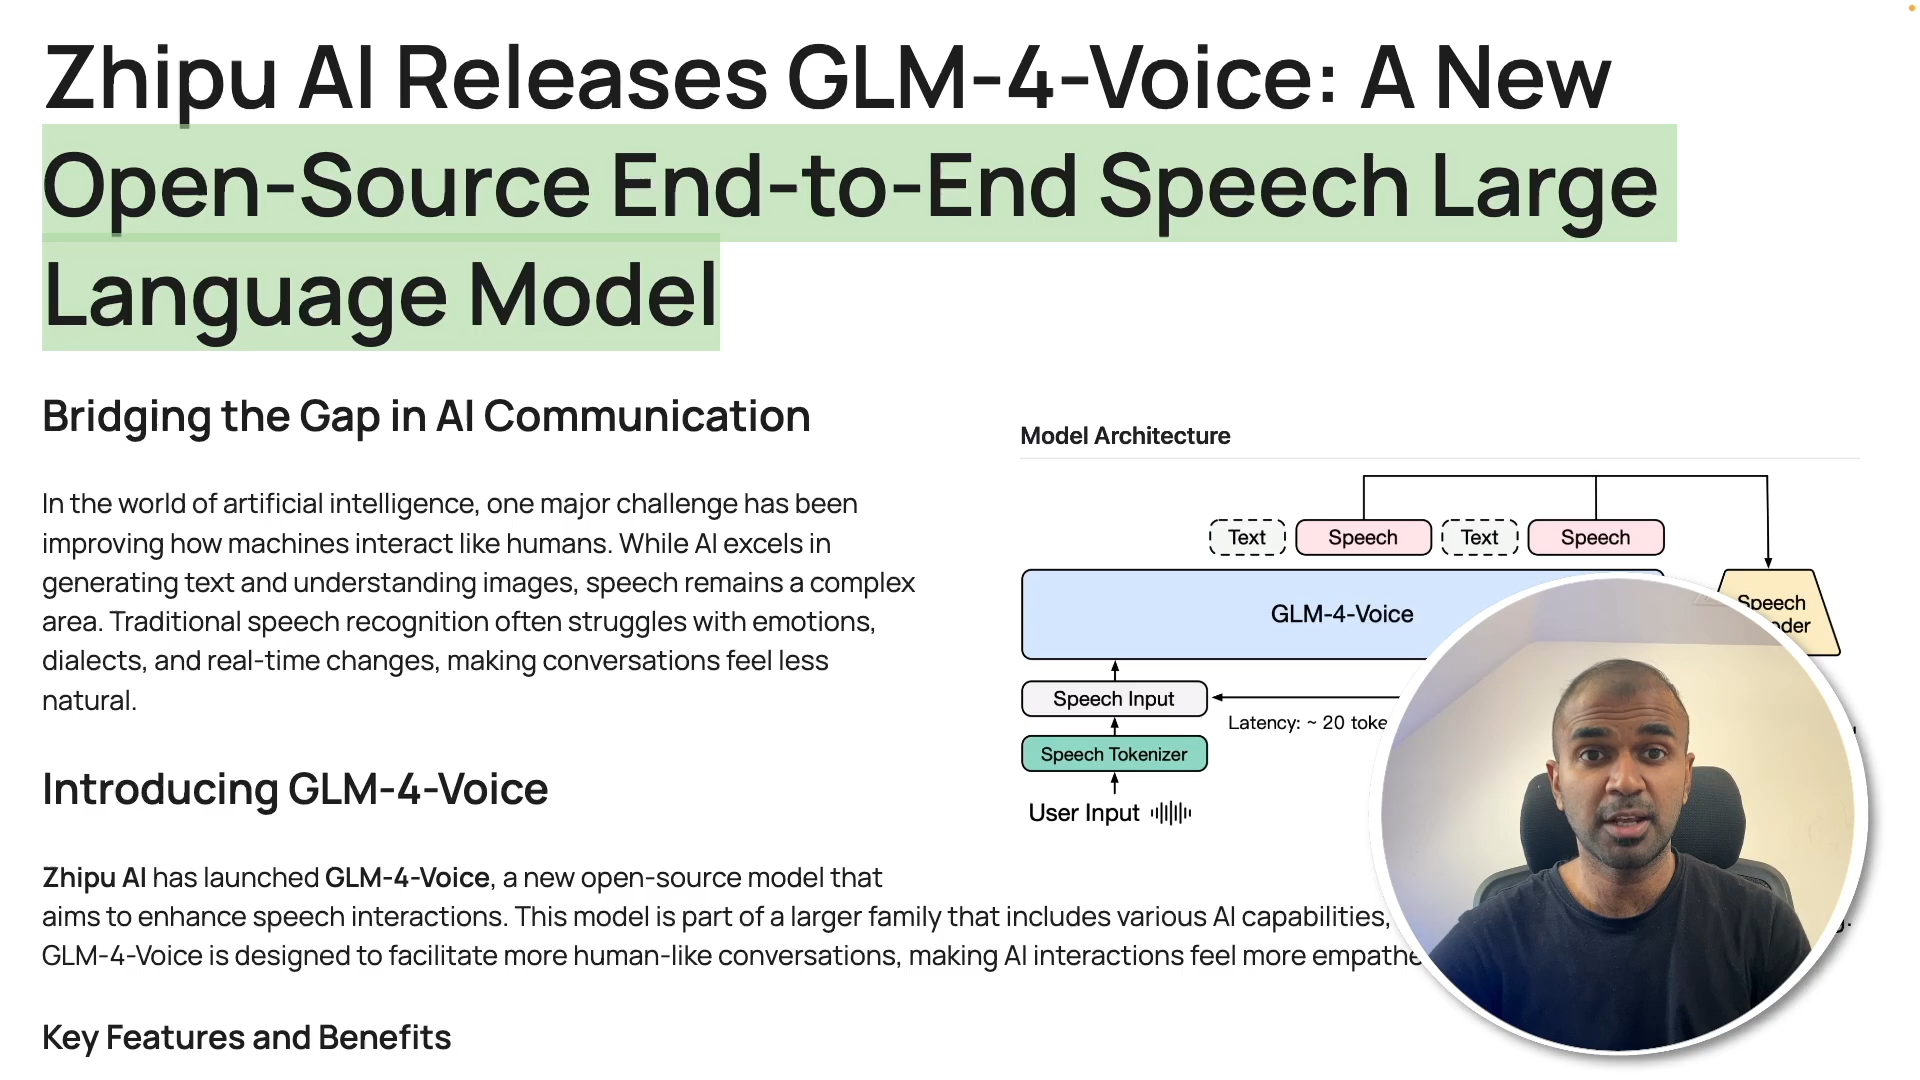 Zhipu AI Releases GLM-4-Voice: A New
Open-Source End-to-End Speech Large
Language Model
Bridging the Gap in AI Communication
In the world of artificial intelligence, one major challenge has been
improving how machines interact like humans. While AI excels in
generating text and understanding images, speech remains a complex
area. Traditional speech recognition often struggles with emotions,
dialects, and real-time changes, making conversations feel less
natural.
Model Architecture
Text Speech Text Speech
GLM-4-Voice
Speech
Speech Input
Latency: ~ 20
Speech Tokenizer
User Input
Introducing GLM-4-Voice
Zhipu AI has launched GLM-4-Voice, a new open-source model that
aims to enhance speech interactions. This model is part of a larger family that includes various AI capabilities,
GLM-4-Voice is designed to facilitate more human-like conversations, making AI interactions feel more
Key Features and Benefits